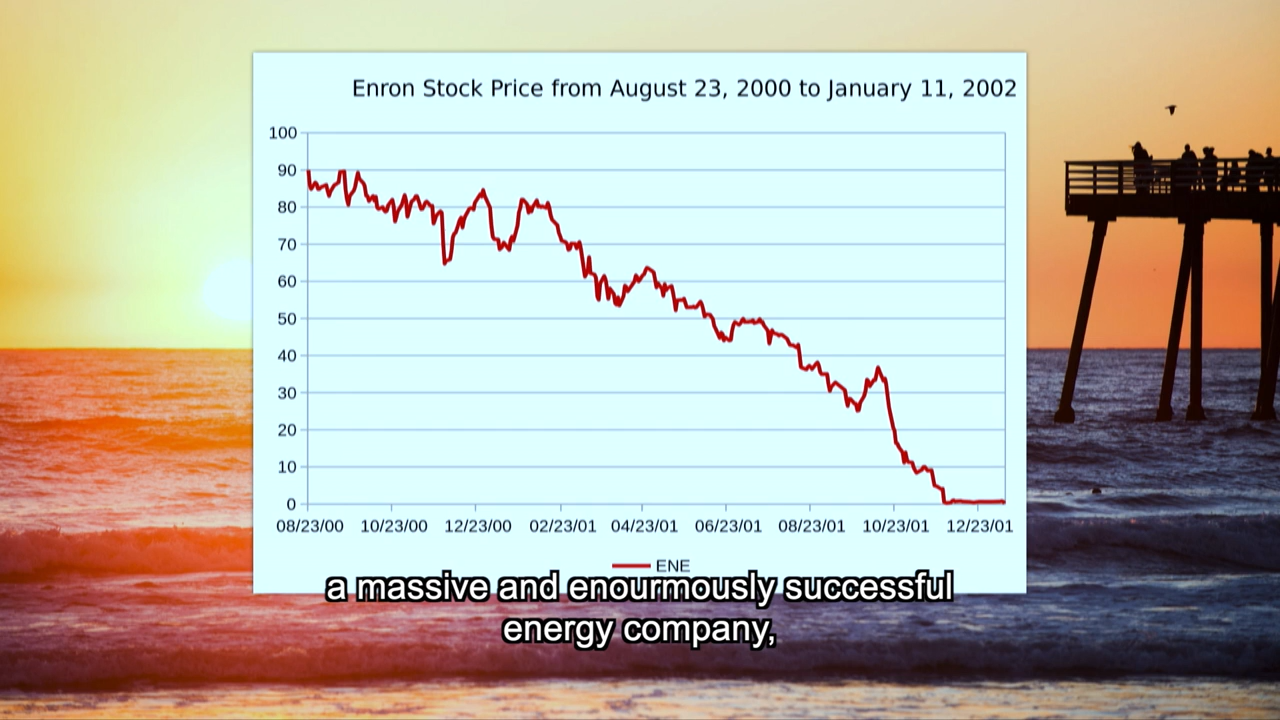 Enron Stock Price from August 23, 2000 to January 11, 2002
100
90
80
70
60
50
40
30
20
10
0
08/23/00 10/23/00 12/23/00 02/23/01 04/23/01 06/23/01 08/23/01 10/23/01 12/23/01
ENE
a massive and enourmously successful
energy company,